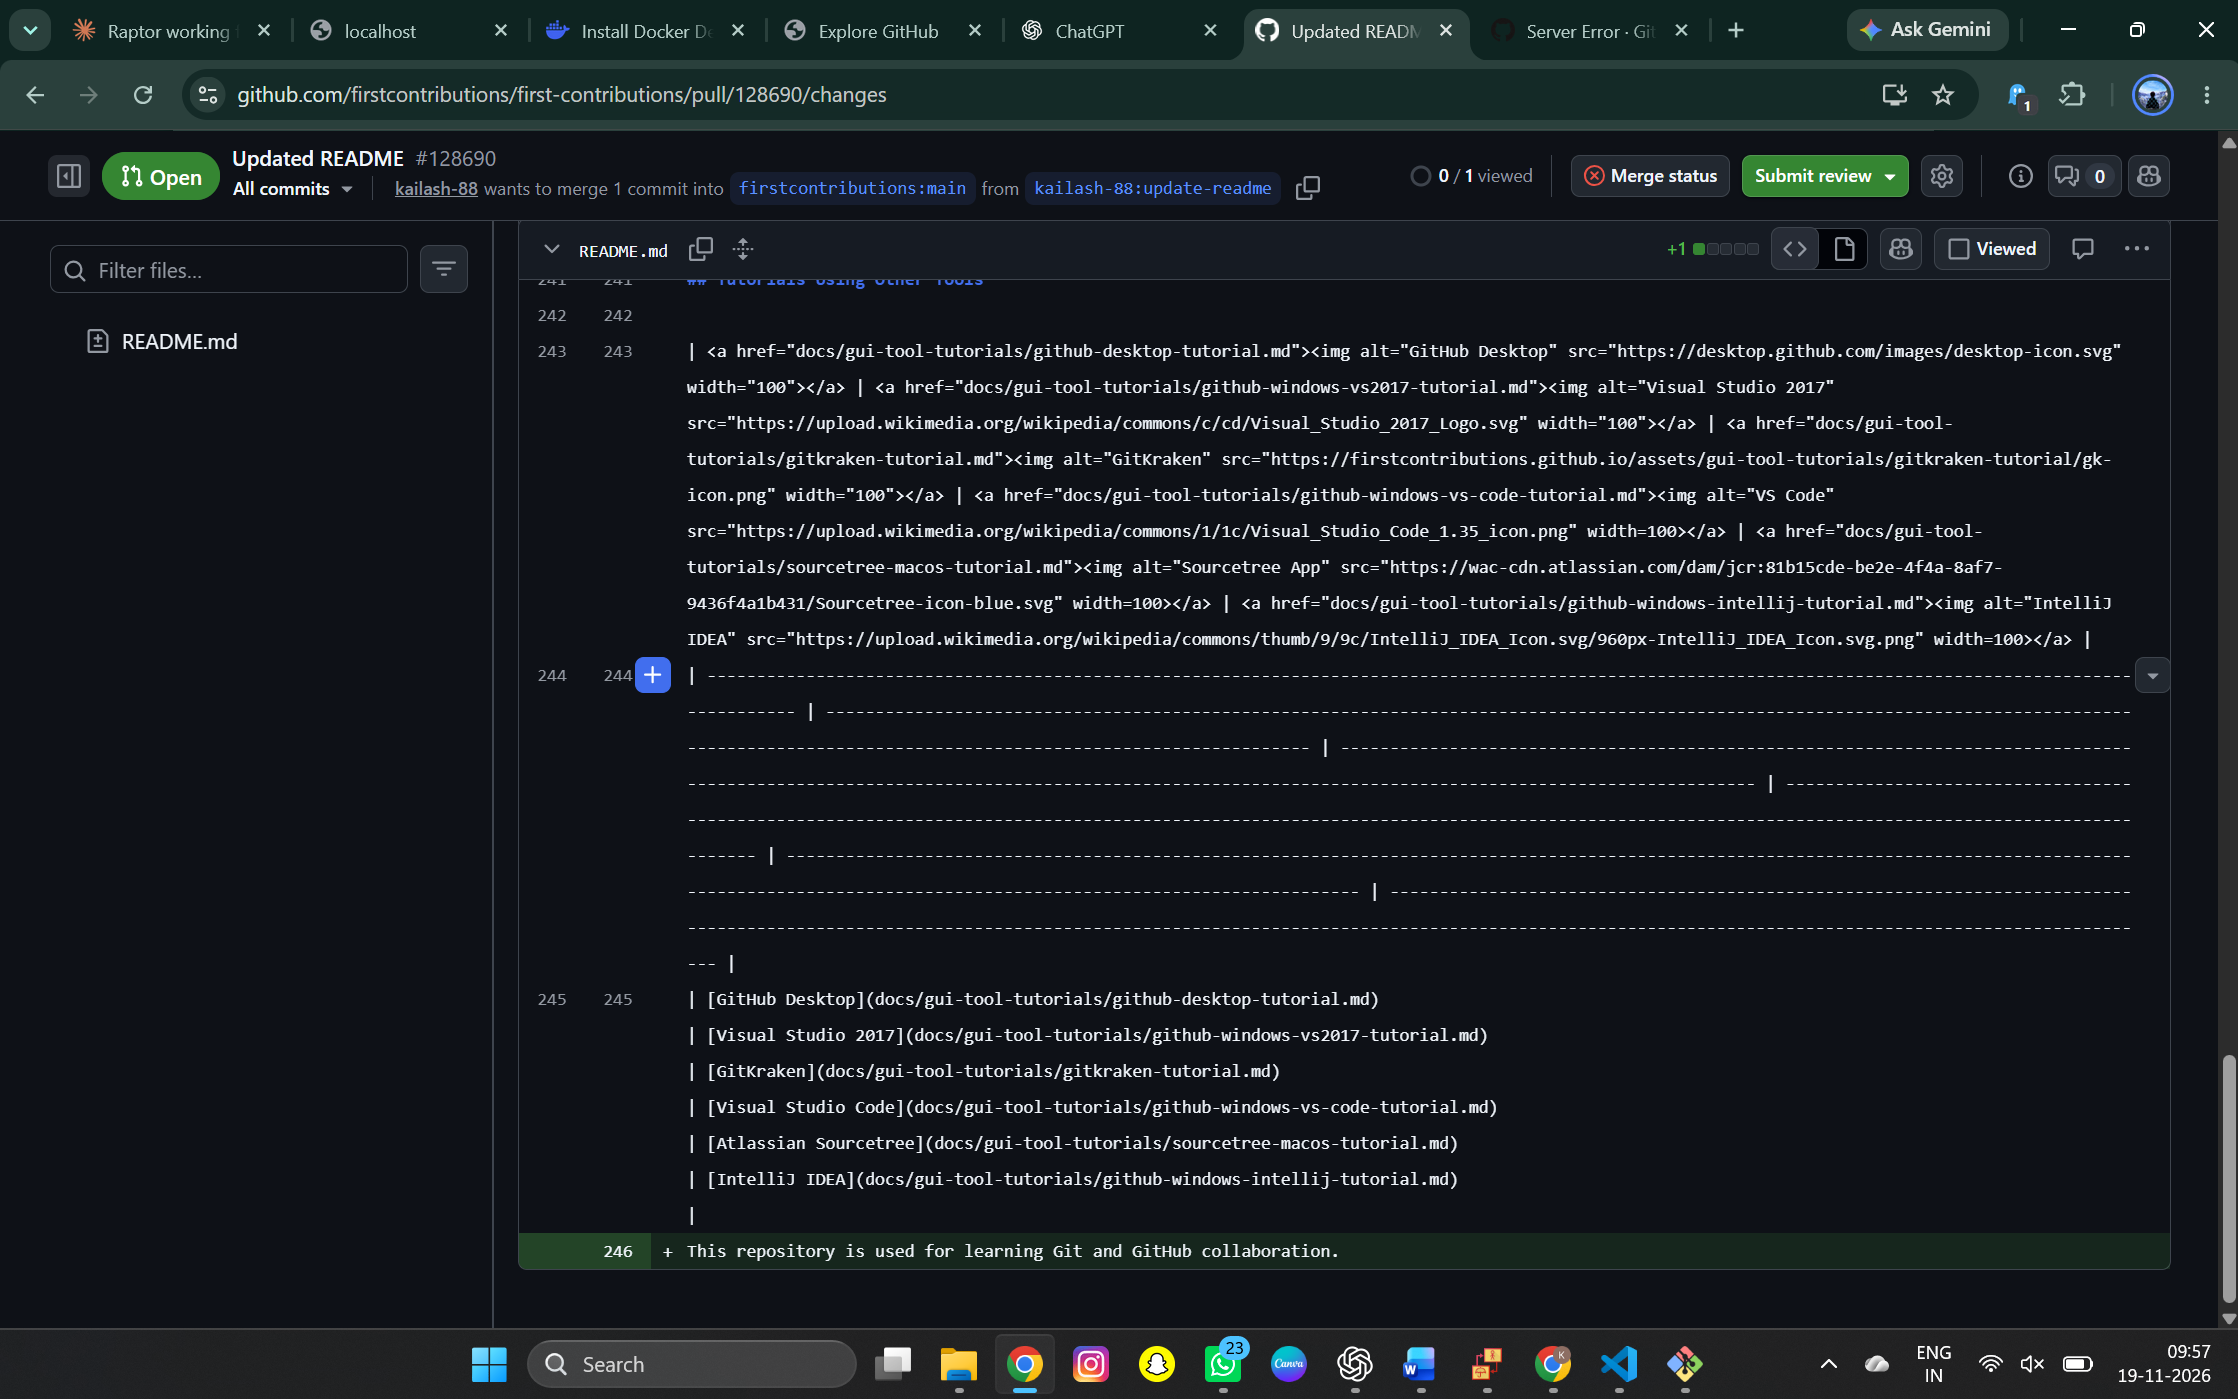 Raptor working
localhost
Install Docker D
Explore GitHub
ChatGPT
Updated READM
Server Error · Git
Ask Gemini
github.com/firstcontributions/first-contributions/pull/128690/changes
1
Open
Updated README #128690
All commits
kailash-88 wants to merge 1 commit into firstcontributions:main from kailash-88:update-readme
0 / 1 viewed
Merge status
Submit review
0
Filter files...
README.md
README.md
+1
Viewed
241 241 ## Tutorials Using Other Tools
242 242
243 243 | <a href="docs/gui-tool-tutorials/github-desktop-tutorial.md"><img alt="GitHub Desktop" src="https://desktop.github.com/images/desktop-icon.svg"
width="100"></a> | <a href="docs/gui-tool-tutorials/github-windows-vs2017-tutorial.md"><img alt="Visual Studio 2017"
src="https://upload.wikimedia.org/wikipedia/commons/c/cd/Visual_Studio_2017_Logo.svg" width="100"></a> | <a href="docs/gui-tool-
tutorials/gitkraken-tutorial.md"><img alt="GitKraken" src="https://firstcontributions.github.io/assets/gui-tool-tutorials/gitkraken-tutorial/gk-
icon.png" width="100"></a> | <a href="docs/gui-tool-tutorials/github-windows-vs-code-tutorial.md"><img alt="VS Code"
src="https://upload.wikimedia.org/wikipedia/commons/1/1c/Visual_Studio_Code_1.35_icon.png" width=100></a> | <a href="docs/gui-tool-
tutorials/sourcetree-macos-tutorial.md"><img alt="Sourcetree App" src="https://wac-cdn.atlassian.com/dam/jcr:81b15cde-be2e-4f4a-8af7-
9436f4a1b431/Sourcetree-icon-blue.svg" width=100></a> | <a href="docs/gui-tool-tutorials/github-windows-intellij-tutorial.md"><img alt="IntelliJ
IDEA" src="https://upload.wikimedia.org/wikipedia/commons/thumb/9/9c/IntelliJ_IDEA_Icon.svg/960px-IntelliJ_IDEA_Icon.svg.png" width=100></a> |
244 244
245 245 | [GitHub Desktop](docs/gui-tool-tutorials/github-desktop-tutorial.md)
| [Visual Studio 2017](docs/gui-tool-tutorials/github-windows-vs2017-tutorial.md)
| [GitKraken](docs/gui-tool-tutorials/gitkraken-tutorial.md)
| [Visual Studio Code](docs/gui-tool-tutorials/github-windows-vs-code-tutorial.md)
| [Atlassian Sourcetree](docs/gui-tool-tutorials/sourcetree-macos-tutorial.md)
| [IntelliJ IDEA](docs/gui-tool-tutorials/github-windows-intellij-tutorial.md)
|
246 + This repository is used for learning Git and GitHub collaboration.
Search
23
Canva
K
ENG
IN
09:57
19-11-2026